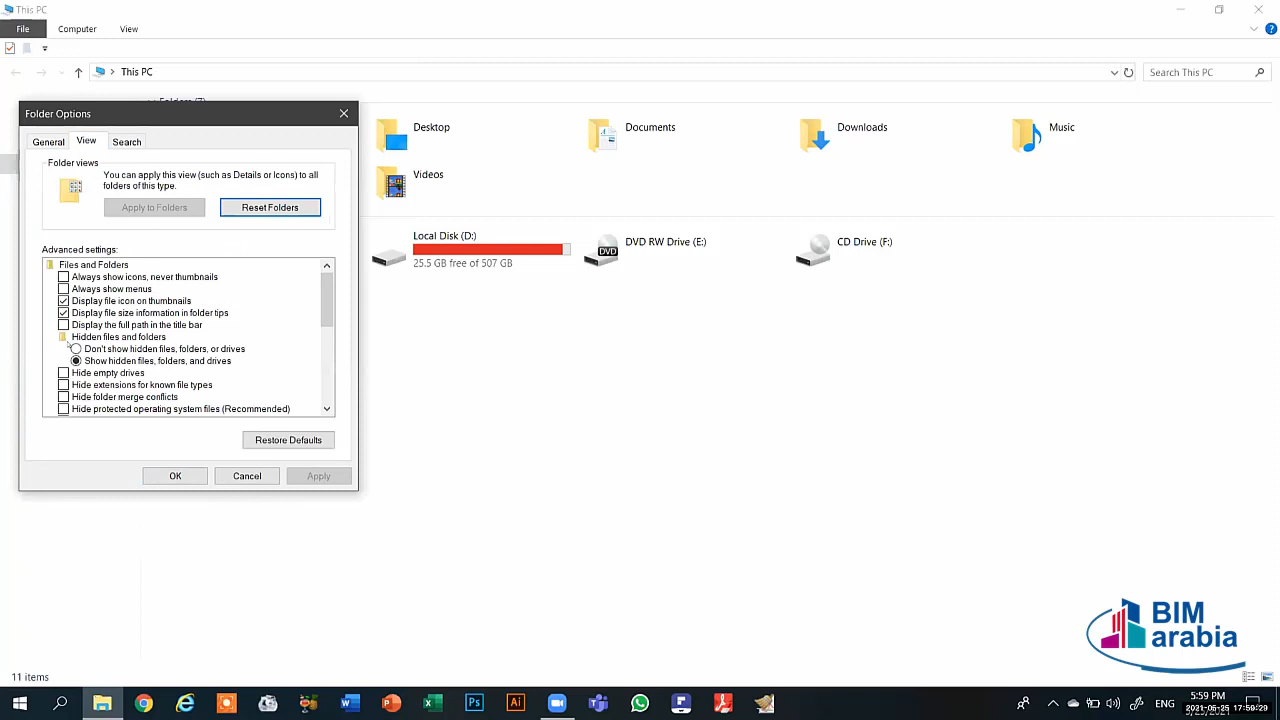 This PC
File
Computer
View
This PC
Search This PC
Folder Options
General
View
Search
Folder views
You can apply this view (such as Details or Icons) to all
folders of this type.
Apply to Folders
Reset Folders
Advanced settings:
Files and Folders
Always show icons, never thumbnails
Always show menus
Display file icon on thumbnails
Display file size information in folder tips
Display the full path in the title bar
Hidden files and folders
Don't show hidden files, folders, or drives
Show hidden files, folders, and drives
Hide empty drives
Hide extensions for known file types
Hide folder merge conflicts
Hide protected operating system files (Recommended)
Restore Defaults
OK
Cancel
Apply
Desktop
Documents
Downloads
Music
Videos
Local Disk (D:)
25.5 GB free of 507 GB
DVD RW Drive (E:)
DVD
CD Drive (F:)
BIM
arabia
11 items
Ps
Ai
ENG
5:59 PM